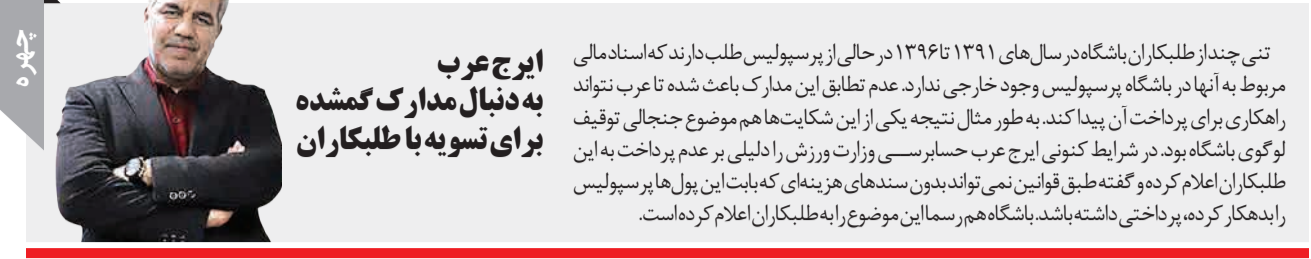 چهره
ایرج عرب
به دنبال مدارک گمشده
برای تسویه با طلبکاران
تنی چند از طلبکاران باشگاه در سال‌های ۱۳۹۱ تا ۱۳۹۶ در حالی از پرسپولیس طلب دارند که اسناد مالی
مربوط به آنها در باشگاه پرسپولیس وجود خارجی ندارد. عدم تطابق این مدارک باعث شده تا عرب نتواند
راهکاری برای پرداخت آن پیدا کند. به طور مثال نتیجه یکی از این شکایت‌ها هم موضوع جنجالی توقیف
لوگوی باشگاه بود. در شرایط کنونی ایرج عرب حسابرسی وزارت ورزش را دلیلی بر عدم پرداخت به این
طلبکاران اعلام کرده و گفته طبق قوانین نمی‌تواند بدون سندهای هزینه‌ای که بابت این پول‌ها پرسپولیس
را بدهکار کرده، پرداختی داشته باشد. باشگاه هم رسما این موضوع را به طلبکاران اعلام کرده است.